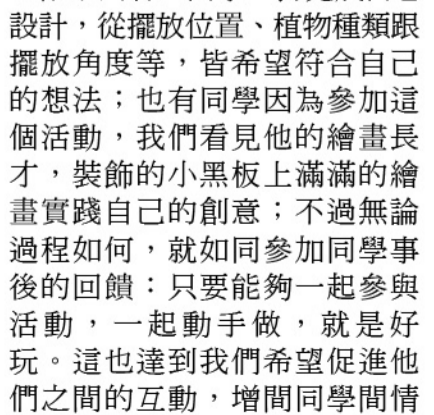 設計，從擺放位置、植物種類跟
擺放角度等，皆希望符合自己
的想法；也有同學因為參加這
個活動，我們看見他的繪畫長
才，裝飾的小黑板上滿滿的繪
畫實踐自己的創意；不過無論
過程如何，就如同參加同學事
後的回饋：只要能夠一起參與
活動，一起動手做，就是好
玩。這也達到我們希望促進他
們之間的互動，增間同學間情